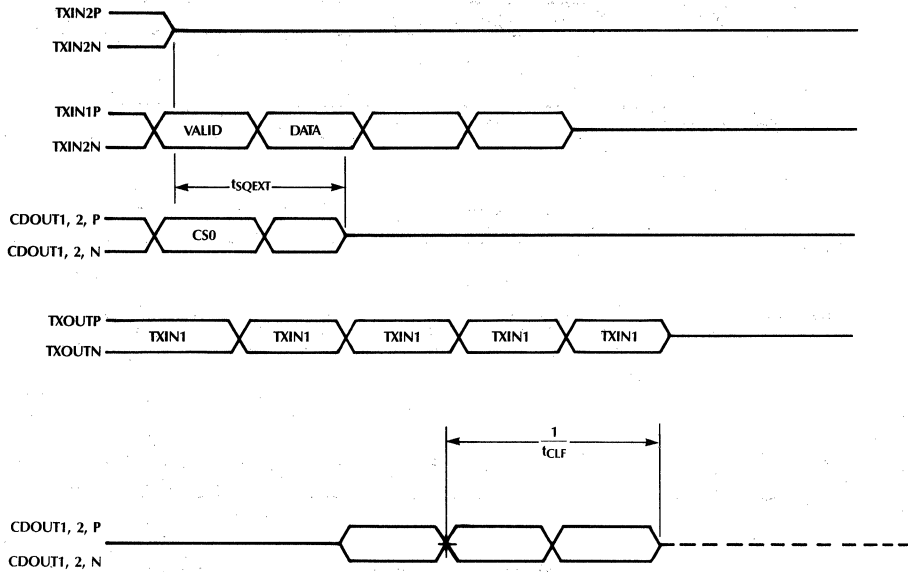 TXIN2P
TXIN2N
TXIN1P
VALID DATA
TXIN2N
tSQEXT
CDOUT1, 2, P
CS0
CDOUT1, 2, N
TXOUTP
TXIN1 TXIN1 TXIN1 TXIN1 TXIN1
TXOUTN
1
tCLF
CDOUT1, 2, P
CDOUT1, 2, N